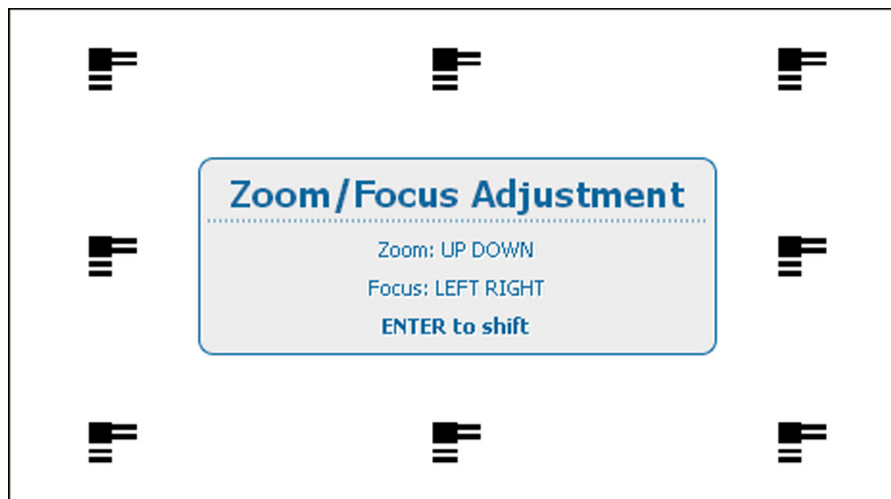 Zoom/Focus Adjustment
Zoom: UP DOWN
Focus: LEFT RIGHT
ENTER to shift